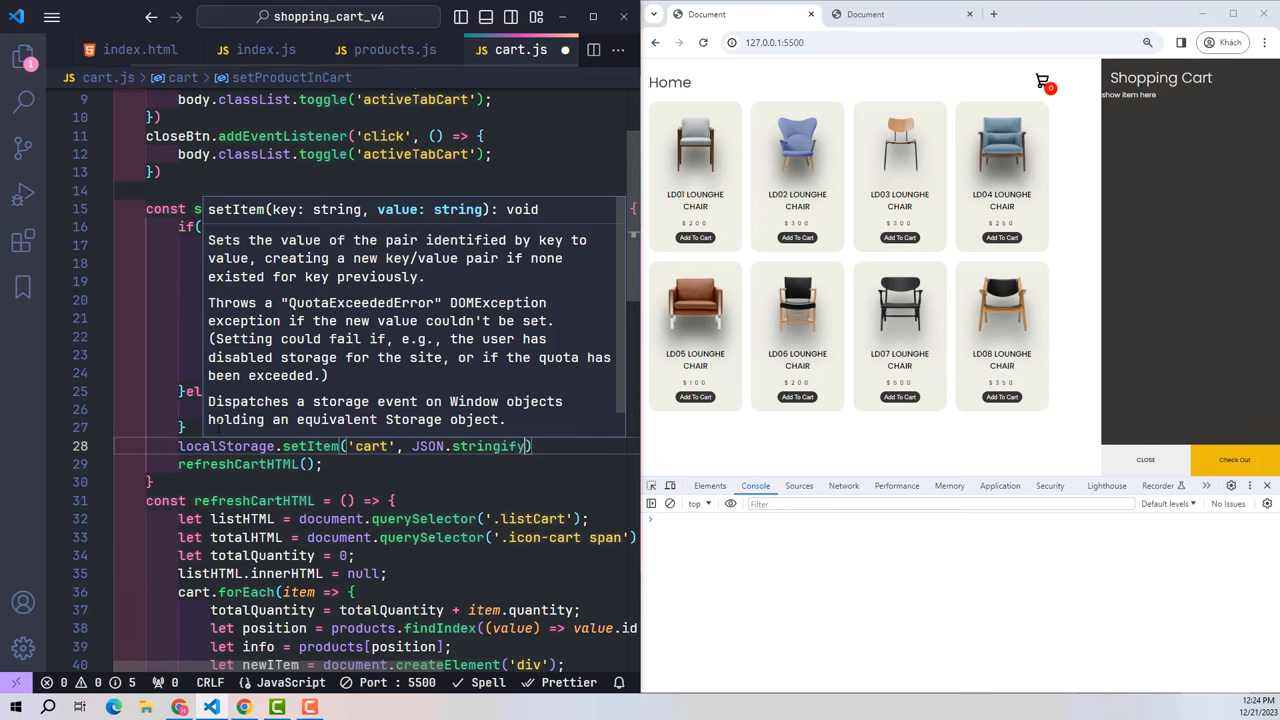 shopping_cart_v4
index.html
index.js
products.js
cart.js
cart.js > cart > setProductInCart
9 body.classList.toggle('activeTabCart');
10 })
11 closeBtn.addEventListener('click', () => {
12 body.classList.toggle('activeTabCart');
13 })
14
15 const s {
16 if(
17
18
19
20
21
22
23
24
25 }el
26
27 }
28 localStorage.setItem('cart', JSON.stringify)
29 refreshCartHTML();
30 }
31 const refreshCartHTML = () => {
32 let listHTML = document.querySelector('.listCart');
33 let totalHTML = document.querySelector('.icon-cart span')
34 let totalQuantity = 0;
35 listHTML.innerHTML = null;
36 cart.forEach(item => {
37 totalQuantity = totalQuantity + item.quantity;
38 let position = products.findIndex((value) => value.id
39 let info = products[position];
40 let newITem = document.createElement('div');
setItem(key: string, value: string): void
Sets the value of the pair identified by key to
value, creating a new key/value pair if none
existed for key previously.
Throws a "QuotaExceededError" DOMException
exception if the new value couldn't be set.
(Setting could fail if, e.g., the user has
disabled storage for the site, or if the quota has
been exceeded.)
Dispatches a storage event on Window objects
holding an equivalent Storage object.
1
0 0 0 5 CRLF {} JavaScript Port : 5500 Spell Prettier
Document
Document
127.0.0.1:5500
Khách
Home
0
LD01 LOUNGHE
CHAIR
$200
Add To Cart
LD02 LOUNGHE
CHAIR
$300
Add To Cart
LD03 LOUNGHE
CHAIR
$300
Add To Cart
LD04 LOUNGHE
CHAIR
$250
Add To Cart
LD05 LOUNGHE
CHAIR
$100
Add To Cart
LD06 LOUNGHE
CHAIR
$200
Add To Cart
LD07 LOUNGHE
CHAIR
$500
Add To Cart
LD08 LOUNGHE
CHAIR
$350
Add To Cart
Shopping Cart
show item here
CLOSE
Check Out
Elements Console Sources Network Performance Memory Application Security Lighthouse Recorder
top Filter Default levels No Issues
12:24 PM
12/21/2023